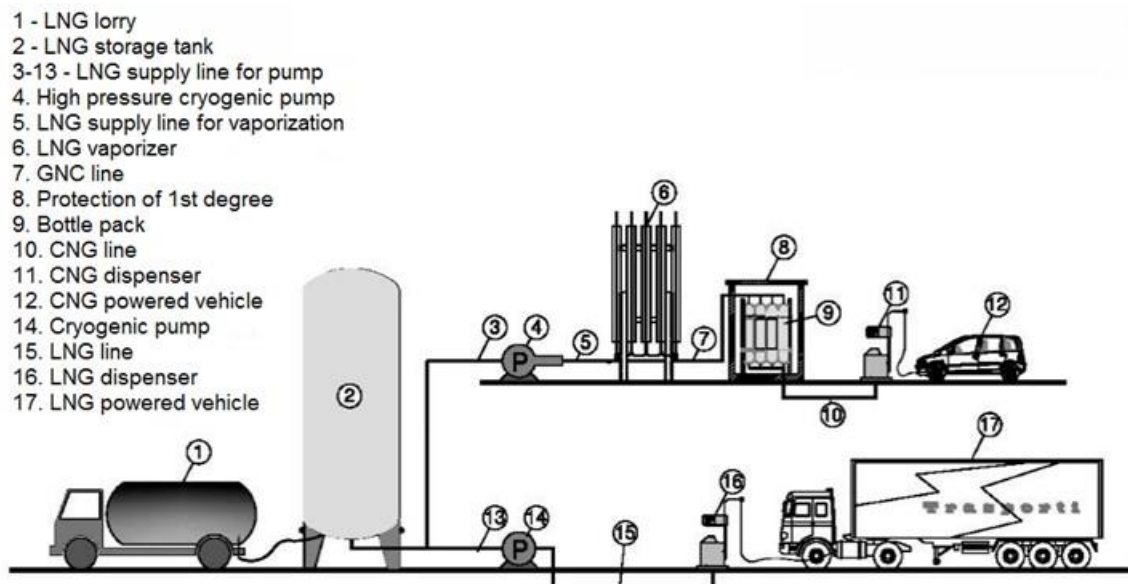 1 - LNG lorry
2 - LNG storage tank
3-13 - LNG supply line for pump
4. High pressure cryogenic pump
5. LNG supply line for vaporization
6. LNG vaporizer
7. GNC line
8. Protection of 1st degree
9. Bottle pack
10. CNG line
11. CNG dispenser
12. CNG powered vehicle
14. Cryogenic pump
15. LNG line
16. LNG dispenser
17. LNG powered vehicle
6
8
11
12
3
4
5
7
9
P
2
10
17
1
16
Trasporti
13
14
15
P